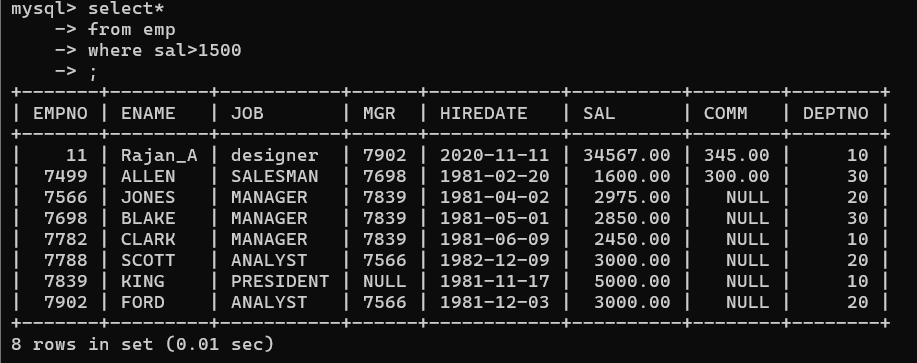 mysql> select*
    -> from emp
    -> where sal>1500
    -> ;
+-------+---------+-----------+------+------------+----------+--------+--------+
| EMPNO | ENAME   | JOB       | MGR  | HIREDATE   | SAL      | COMM   | DEPTNO |
+-------+---------+-----------+------+------------+----------+--------+--------+
|    11 | Rajan_A | designer  | 7902 | 2020-11-11 | 34567.00 | 345.00 |     10 |
|  7499 | ALLEN   | SALESMAN  | 7698 | 1981-02-20 |  1600.00 | 300.00 |     30 |
|  7566 | JONES   | MANAGER   | 7839 | 1981-04-02 |  2975.00 |   NULL |     20 |
|  7698 | BLAKE   | MANAGER   | 7839 | 1981-05-01 |  2850.00 |   NULL |     30 |
|  7782 | CLARK   | MANAGER   | 7839 | 1981-06-09 |  2450.00 |   NULL |     10 |
|  7788 | SCOTT   | ANALYST   | 7566 | 1982-12-09 |  3000.00 |   NULL |     20 |
|  7839 | KING    | PRESIDENT | NULL | 1981-11-17 |  5000.00 |   NULL |     10 |
|  7902 | FORD    | ANALYST   | 7566 | 1981-12-03 |  3000.00 |   NULL |     20 |
+-------+---------+-----------+------+------------+----------+--------+--------+
8 rows in set (0.01 sec)